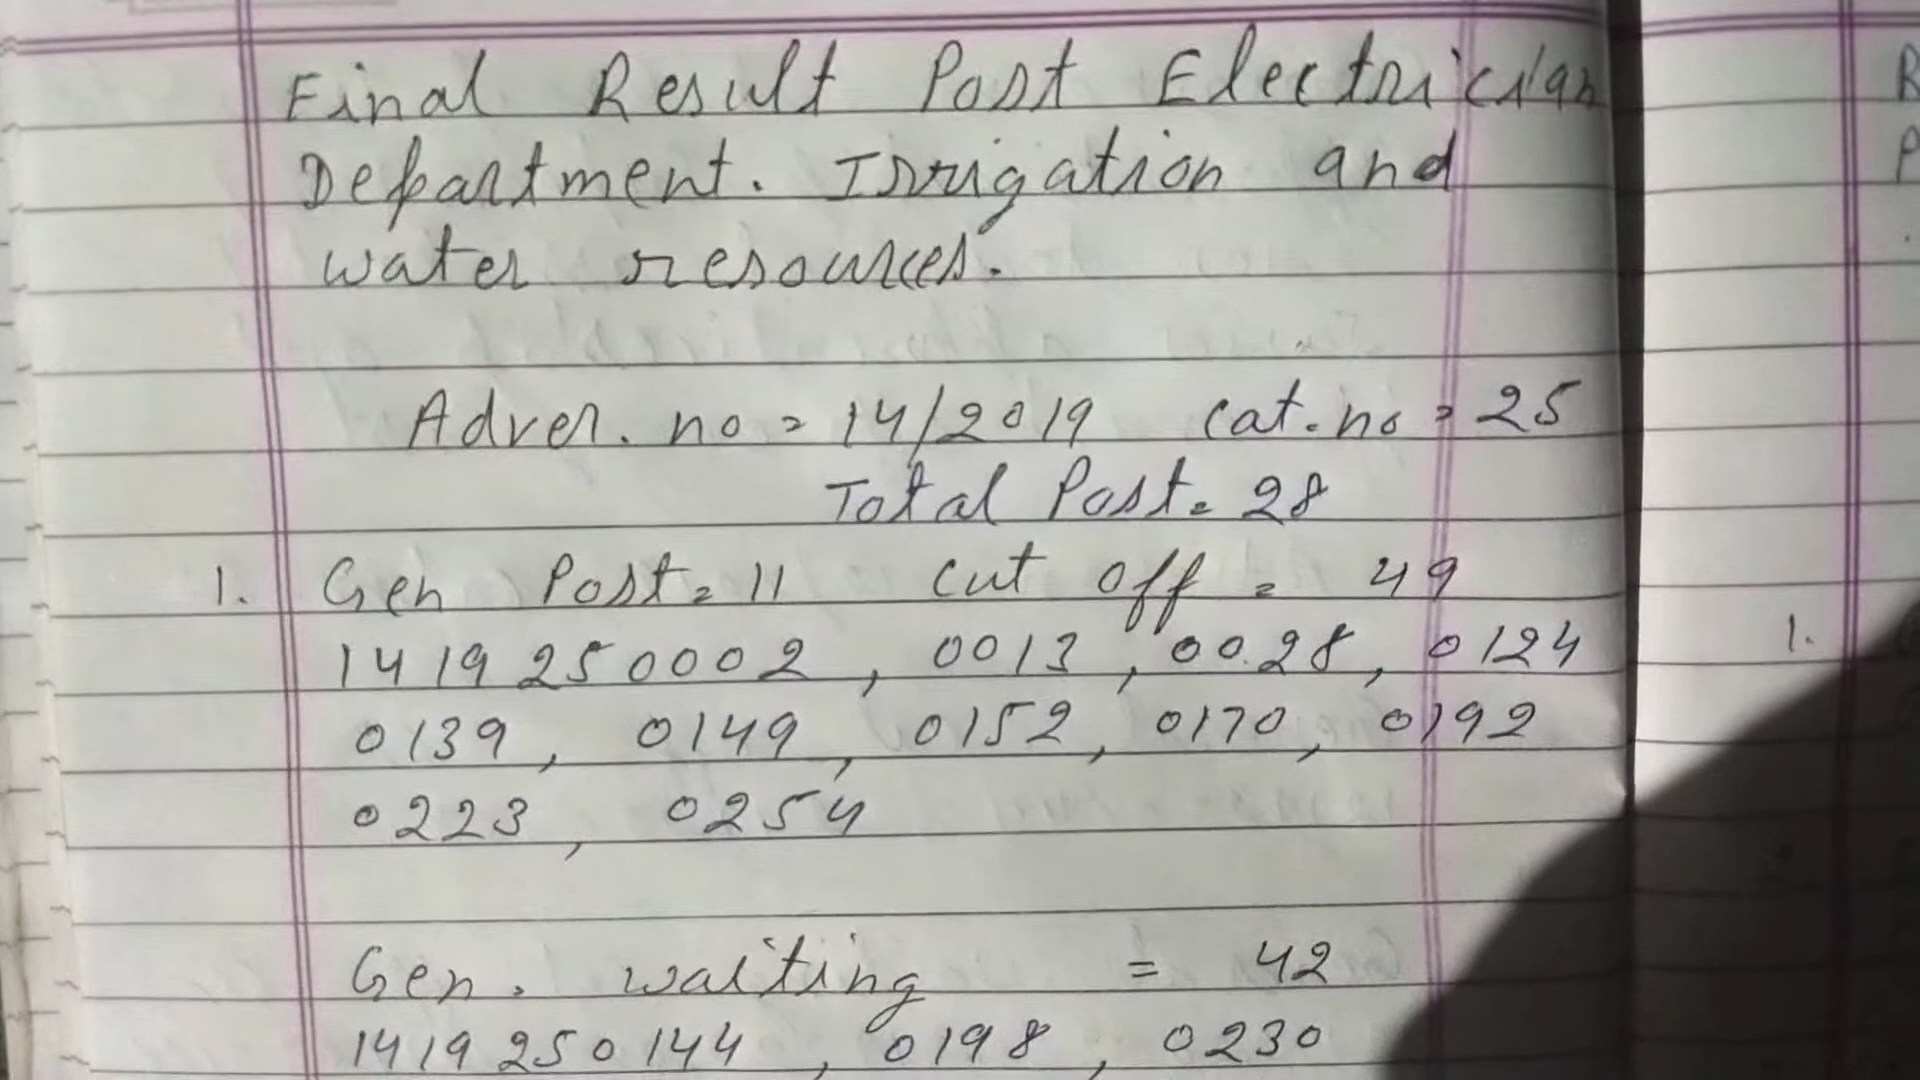 Final Result Post Electrician
Department. Irrigation and
water resources.
Adver. no = 14/2019 cat. no = 25
Total Post = 28
1. Gen Post = 11 cut off = 49
1419250002, 0013, 0028, 0124
0139, 0149, 0152, 0170, 0192
0223, 0254
Gen. waiting = 42
1419250144, 0198, 0230
R
P
1.